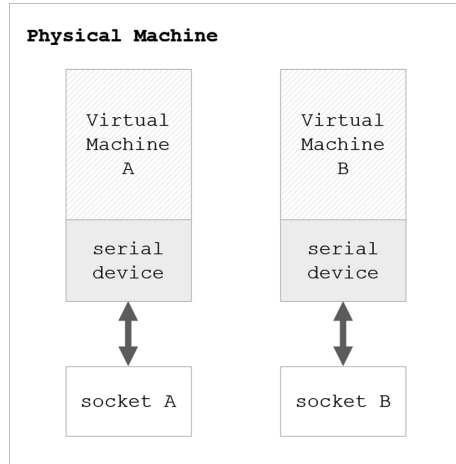 Physical Machine
Virtual
Machine
A
serial
device
socket A
Virtual
Machine
B
serial
device
socket B